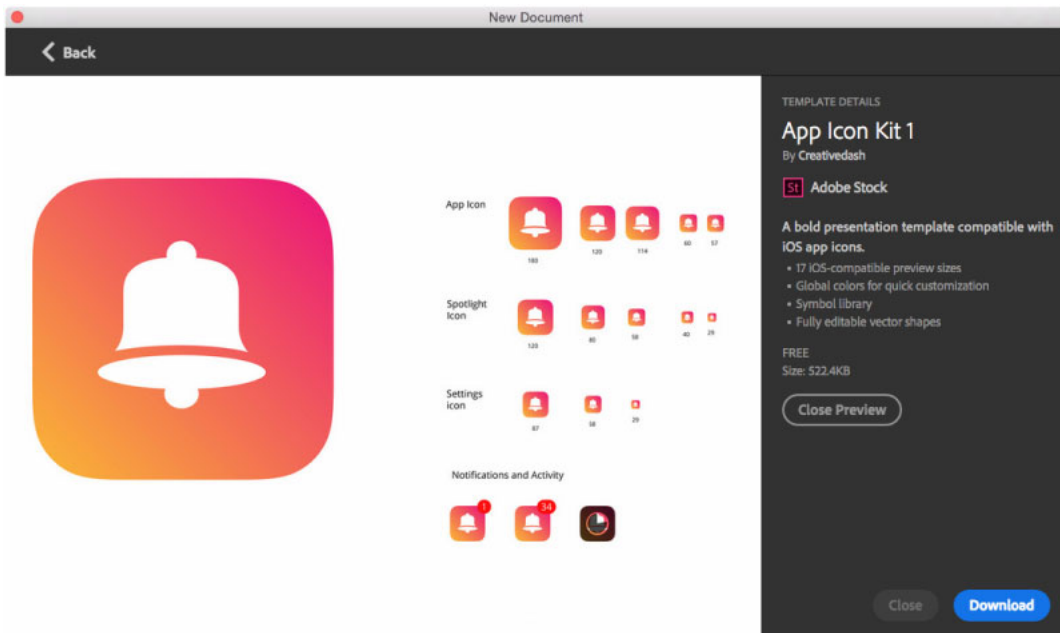 New Document
Back
App Icon
180
120
114
60
57
Spotlight
Icon
120
80
58
40
29
Settings
icon
87
58
29
Notifications and Activity
1
34
TEMPLATE DETAILS
App Icon Kit 1
By Creativedash
St Adobe Stock
A bold presentation template compatible with
iOS app icons.
• 17 iOS-compatible preview sizes
• Global colors for quick customization
• Symbol library
• Fully editable vector shapes
FREE
Size: 522.4KB
Close Preview
Close
Download